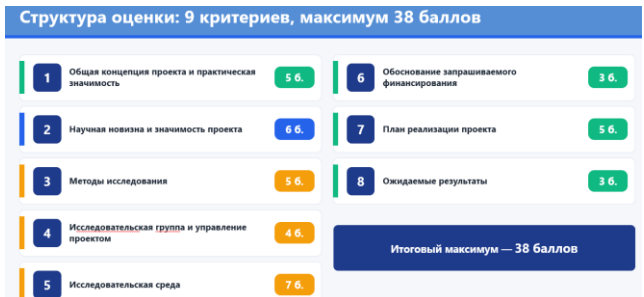 Структура оценки: 9 критериев, максимум 38 баллов
1
Общая концепция проекта и практическая
значимость
5 б.
2
Научная новизна и значимость проекта
6 б.
3
Методы исследования
5 б.
4
Исследовательская группа и управление
проектом
4 б.
5
Исследовательская среда
7 б.
6
Обоснование запрашиваемого
финансирования
3 б.
7
План реализации проекта
5 б.
8
Ожидаемые результаты
3 б.
Итоговый максимум — 38 баллов